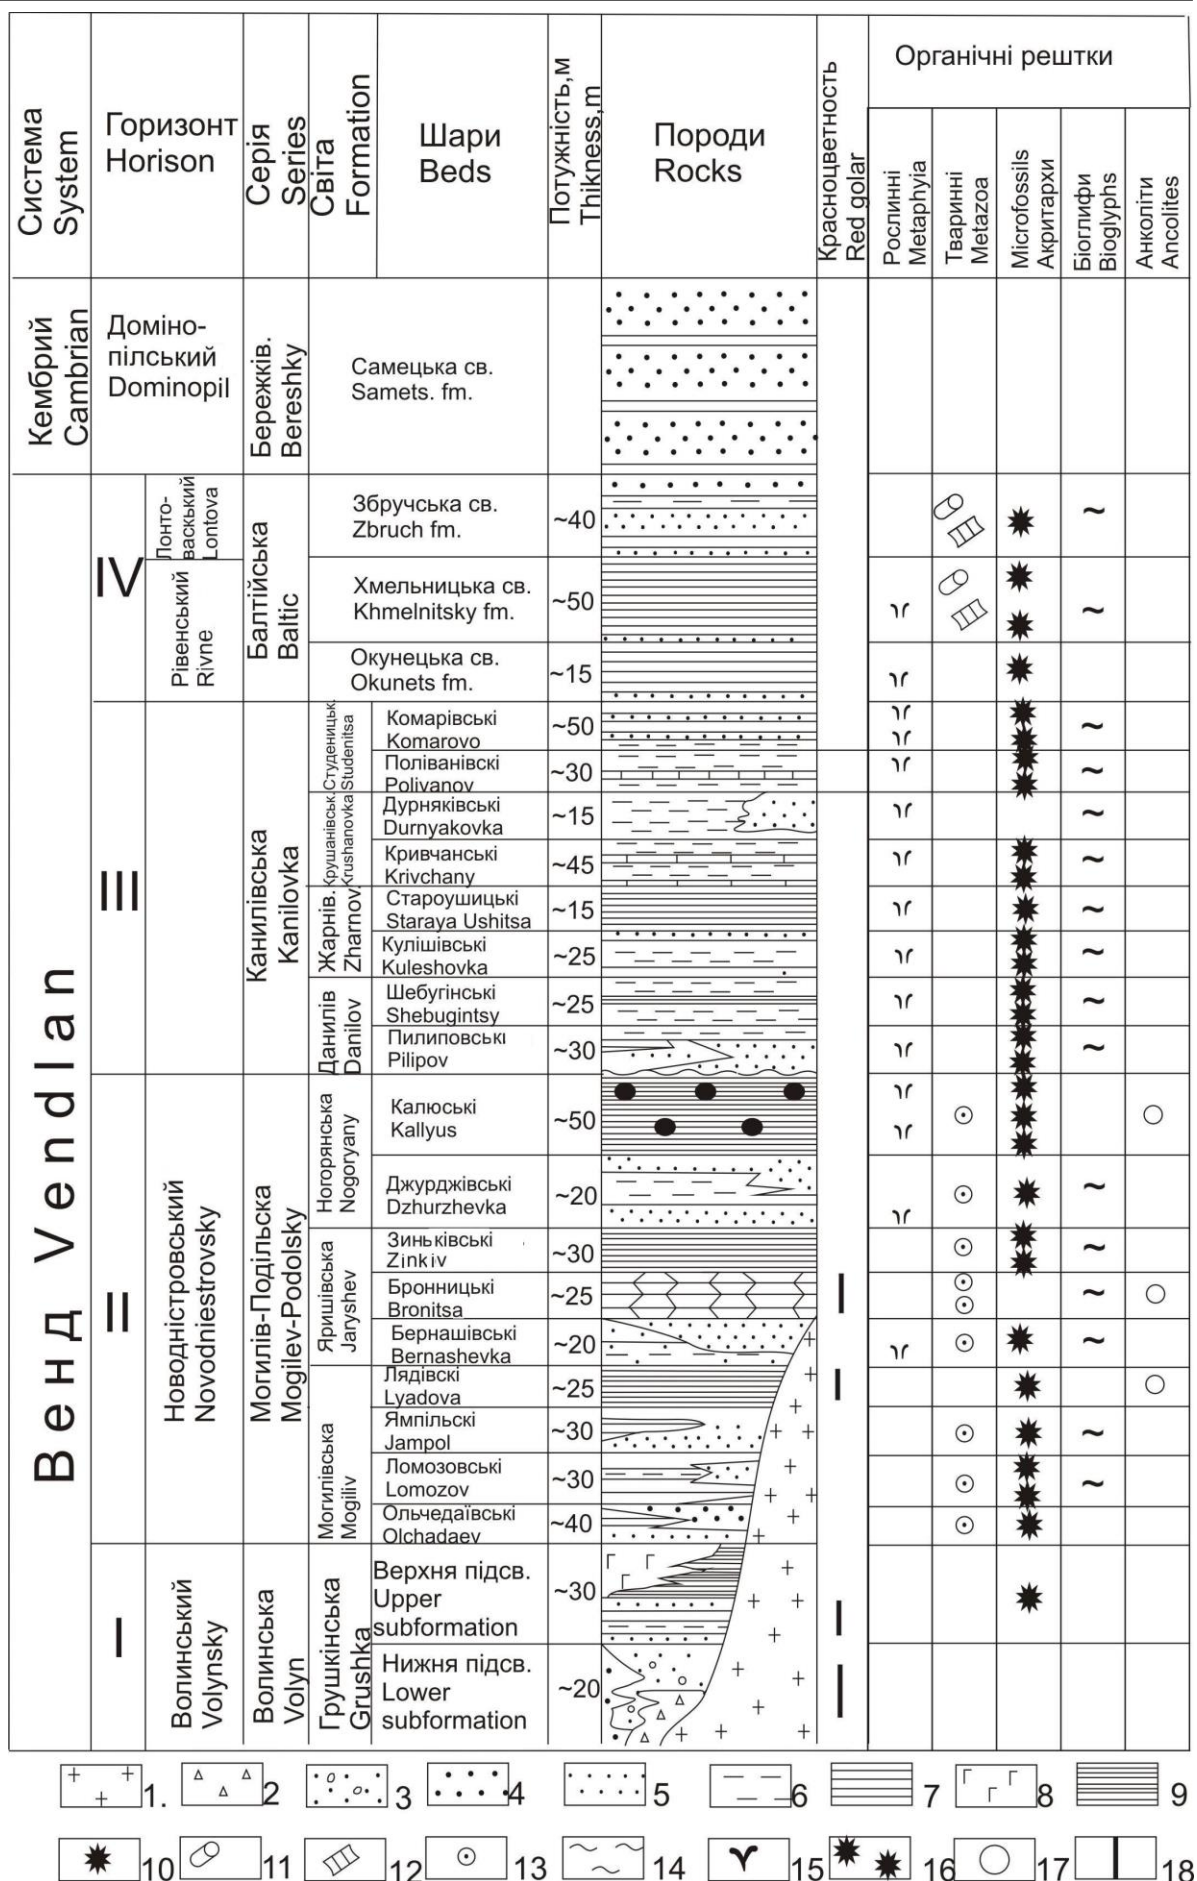 Система
System
Горизонт
Horison
Серія
Series
Світа
Formation
Шари
Beds
Потужність,м
Thikness,m
Породи
Rocks
Красноцветность
Red golar
Органічні рештки
Рослинні
Metaphyia
Тваринні
Metazoa
Microfossils
Акритархи
Біоглифи
Bioglyphs
Анколіти
Ancolites
Кембрий
Cambrian
Доміно-
пілський
Dominopil
Бережків.
Bereshky
Самецька св.
Samets. fm.
Венд Vendlan
IV
Лонто-
васькький
Lontova
Рівенський
Rivne
Балтійська
Baltic
Збручська св.
Zbruch fm.
~40
~
Хмельницька св.
Khmelnitsky fm.
~50
~
Окунецька св.
Okunets fm.
~15
III
Канилівська
Kanilovka
Студеницьк.
Studenitsa
Комарівські
Komarovo
~50
~
Поліванівскі
Polivanov
~30
~
Крушанівськ.
Krushanovka
Дурняківські
Durnyakovka
~15
~
Кривчанські
Krivchany
~45
~
Жарнів.
Zharnov.
Староушицькі
Staraya Ushitsa
~15
~
Кулішівські
Kuleshovka
~25
~
Данилів
Danilov
Шебугінські
Shebugintsy
~25
~
Пилиповські
Pilipov
~30
~
II
Новодністровський
Novodniestrovsky
Могилів-Подільска
Mogilev-Podolsky
Ногорянська
Nogoryany
Калюські
Kallyus
~50
Джурджівські
Dzhurzhevka
~20
~
Яришівська
Jaryshev
Зиньківські
Zinkiv
~30
~
Бронницькі
Bronitsa
~25
~
Бернашівські
Bernashevka
~20
~
Могилівська
Mogiliv
Лядівскі
Lyadova
~25
Ямпільскі
Jampol
~30
~
Ломозовські
Lomozov
~30
~
Ольчедаївські
Olchadaev
~40
I
Волинський
Volynsky
Волинська
Volyn
Грушкінська
Grushka
Верхня підсв.
Upper
subformation
~30
Нижня підсв.
Lower
subformation
~20
1. 2 3 4 5 6 7 8 9
10 11 12 13 14 15 16 17 18